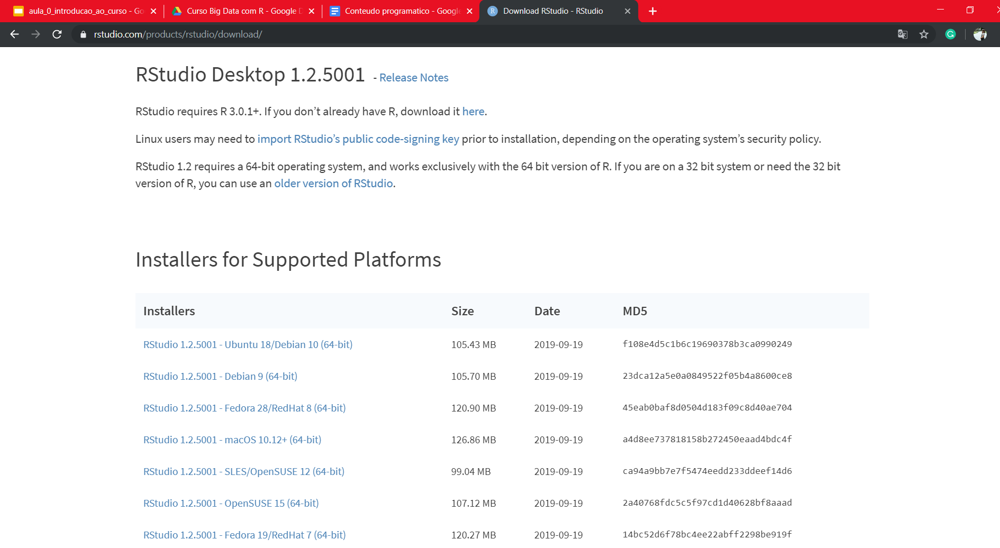 aula_0_introducao_ao_curso - Go
Curso Big Data com R - Google D
Conteudo programatico - Google
Download RStudio - RStudio
rstudio.com/products/rstudio/download/
RStudio Desktop 1.2.5001 - Release Notes
RStudio requires R 3.0.1+. If you don’t already have R, download it here.
Linux users may need to import RStudio’s public code-signing key prior to installation, depending on the operating system’s security policy.
RStudio 1.2 requires a 64-bit operating system, and works exclusively with the 64 bit version of R. If you are on a 32 bit system or need the 32 bit
version of R, you can use an older version of RStudio.
Installers for Supported Platforms
Installers Size Date MD5
RStudio 1.2.5001 - Ubuntu 18/Debian 10 (64-bit) 105.43 MB 2019-09-19 f108e4d5c1b6c19690378b3ca0990249
RStudio 1.2.5001 - Debian 9 (64-bit) 105.70 MB 2019-09-19 23dca12a5e0a0849522f05b4a8600ce8
RStudio 1.2.5001 - Fedora 28/RedHat 8 (64-bit) 120.90 MB 2019-09-19 45eab0baf8d0504d183f09c8d40ae704
RStudio 1.2.5001 - macOS 10.12+ (64-bit) 126.86 MB 2019-09-19 a4d8ee737818158b272450eaad4bdc4f
RStudio 1.2.5001 - SLES/OpenSUSE 12 (64-bit) 99.04 MB 2019-09-19 ca94a9bb7e7f5474eedd233ddeef14d6
RStudio 1.2.5001 - OpenSUSE 15 (64-bit) 107.12 MB 2019-09-19 2a40768fdc5c5f97cd1d40628bf8aaad
RStudio 1.2.5001 - Fedora 19/RedHat 7 (64-bit) 120.27 MB 2019-09-19 14bc52d6f78bc4ee22abff2298be919f